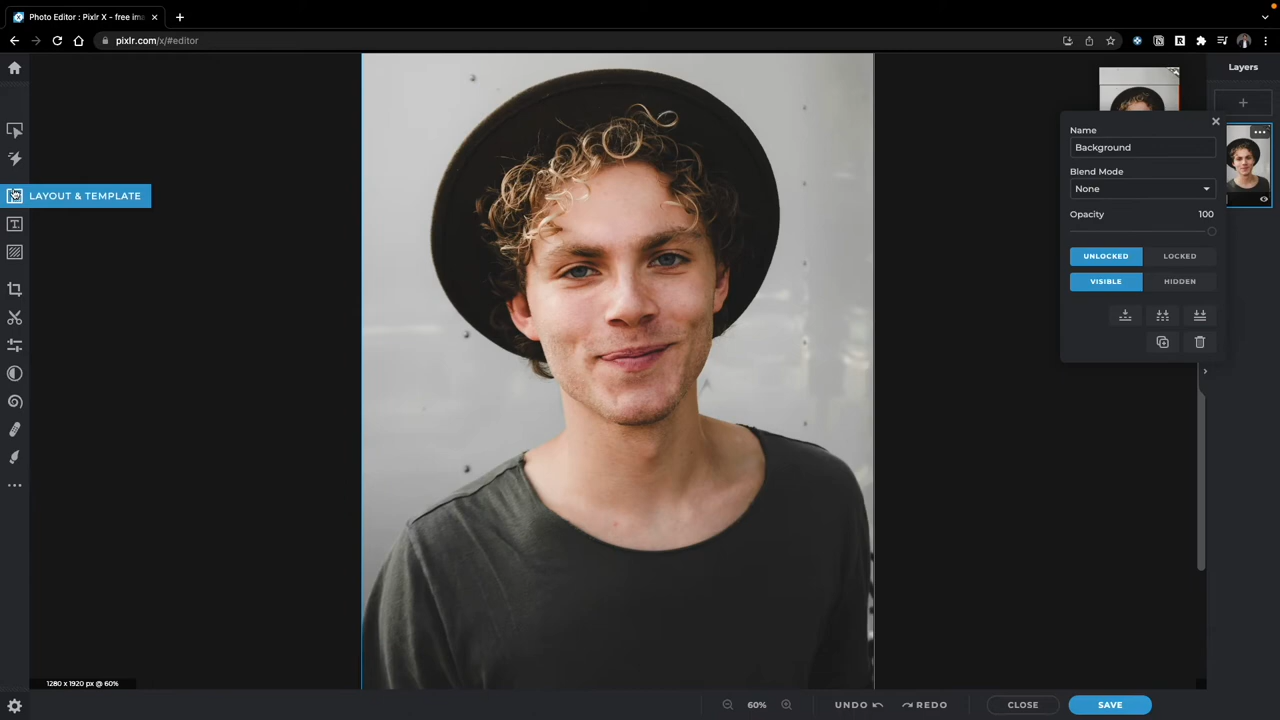 Photo Editor : Pixlr X - free ima
pixlr.com/x/#editor
Layers
Name
Background
Blend Mode
None
Opacity 100
UNLOCKED LOCKED
VISIBLE HIDDEN
LAYOUT & TEMPLATE
1280 x 1920 px @ 60%
60% UNDO REDO CLOSE SAVE